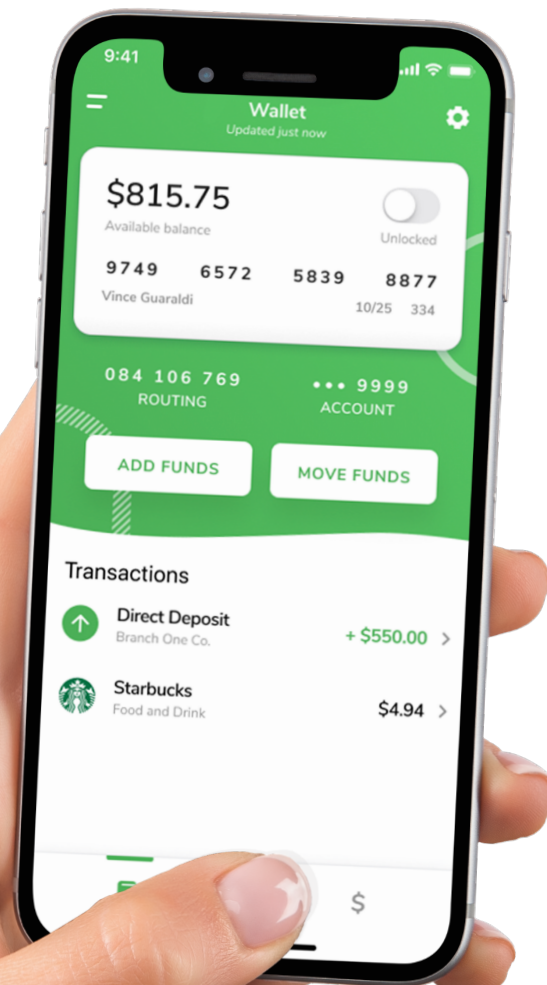 9:41
Wallet
Updated just now
$815.75
Available balance
Unlocked
9749 6572 5839 8877
Vince Guaraldi 10/25 334
084 106 769 ••• 9999
ROUTING ACCOUNT
ADD FUNDS MOVE FUNDS
Transactions
Direct Deposit
Branch One Co. + $550.00
Starbucks
Food and Drink $4.94
$